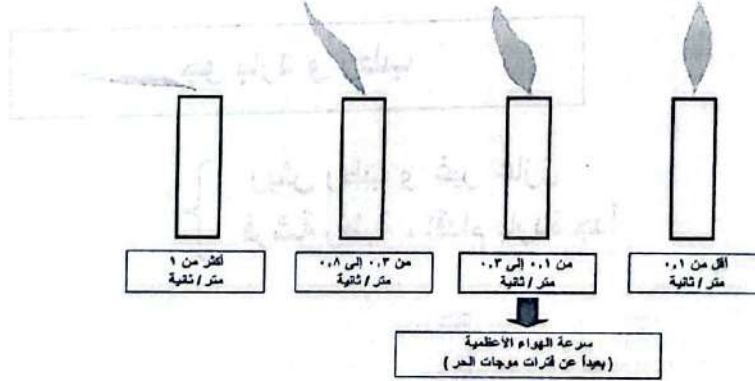 أقل من ٠,١
متر / ثانية
من ٠,١ إلى ٠,٣
متر / ثانية
من ٠,٣ إلى ٠,٨
متر / ثانية
أكثر من ١
متر / ثانية
سرعة الهواء الأعظمية
( بعيداً عن فترات موجات الحر )